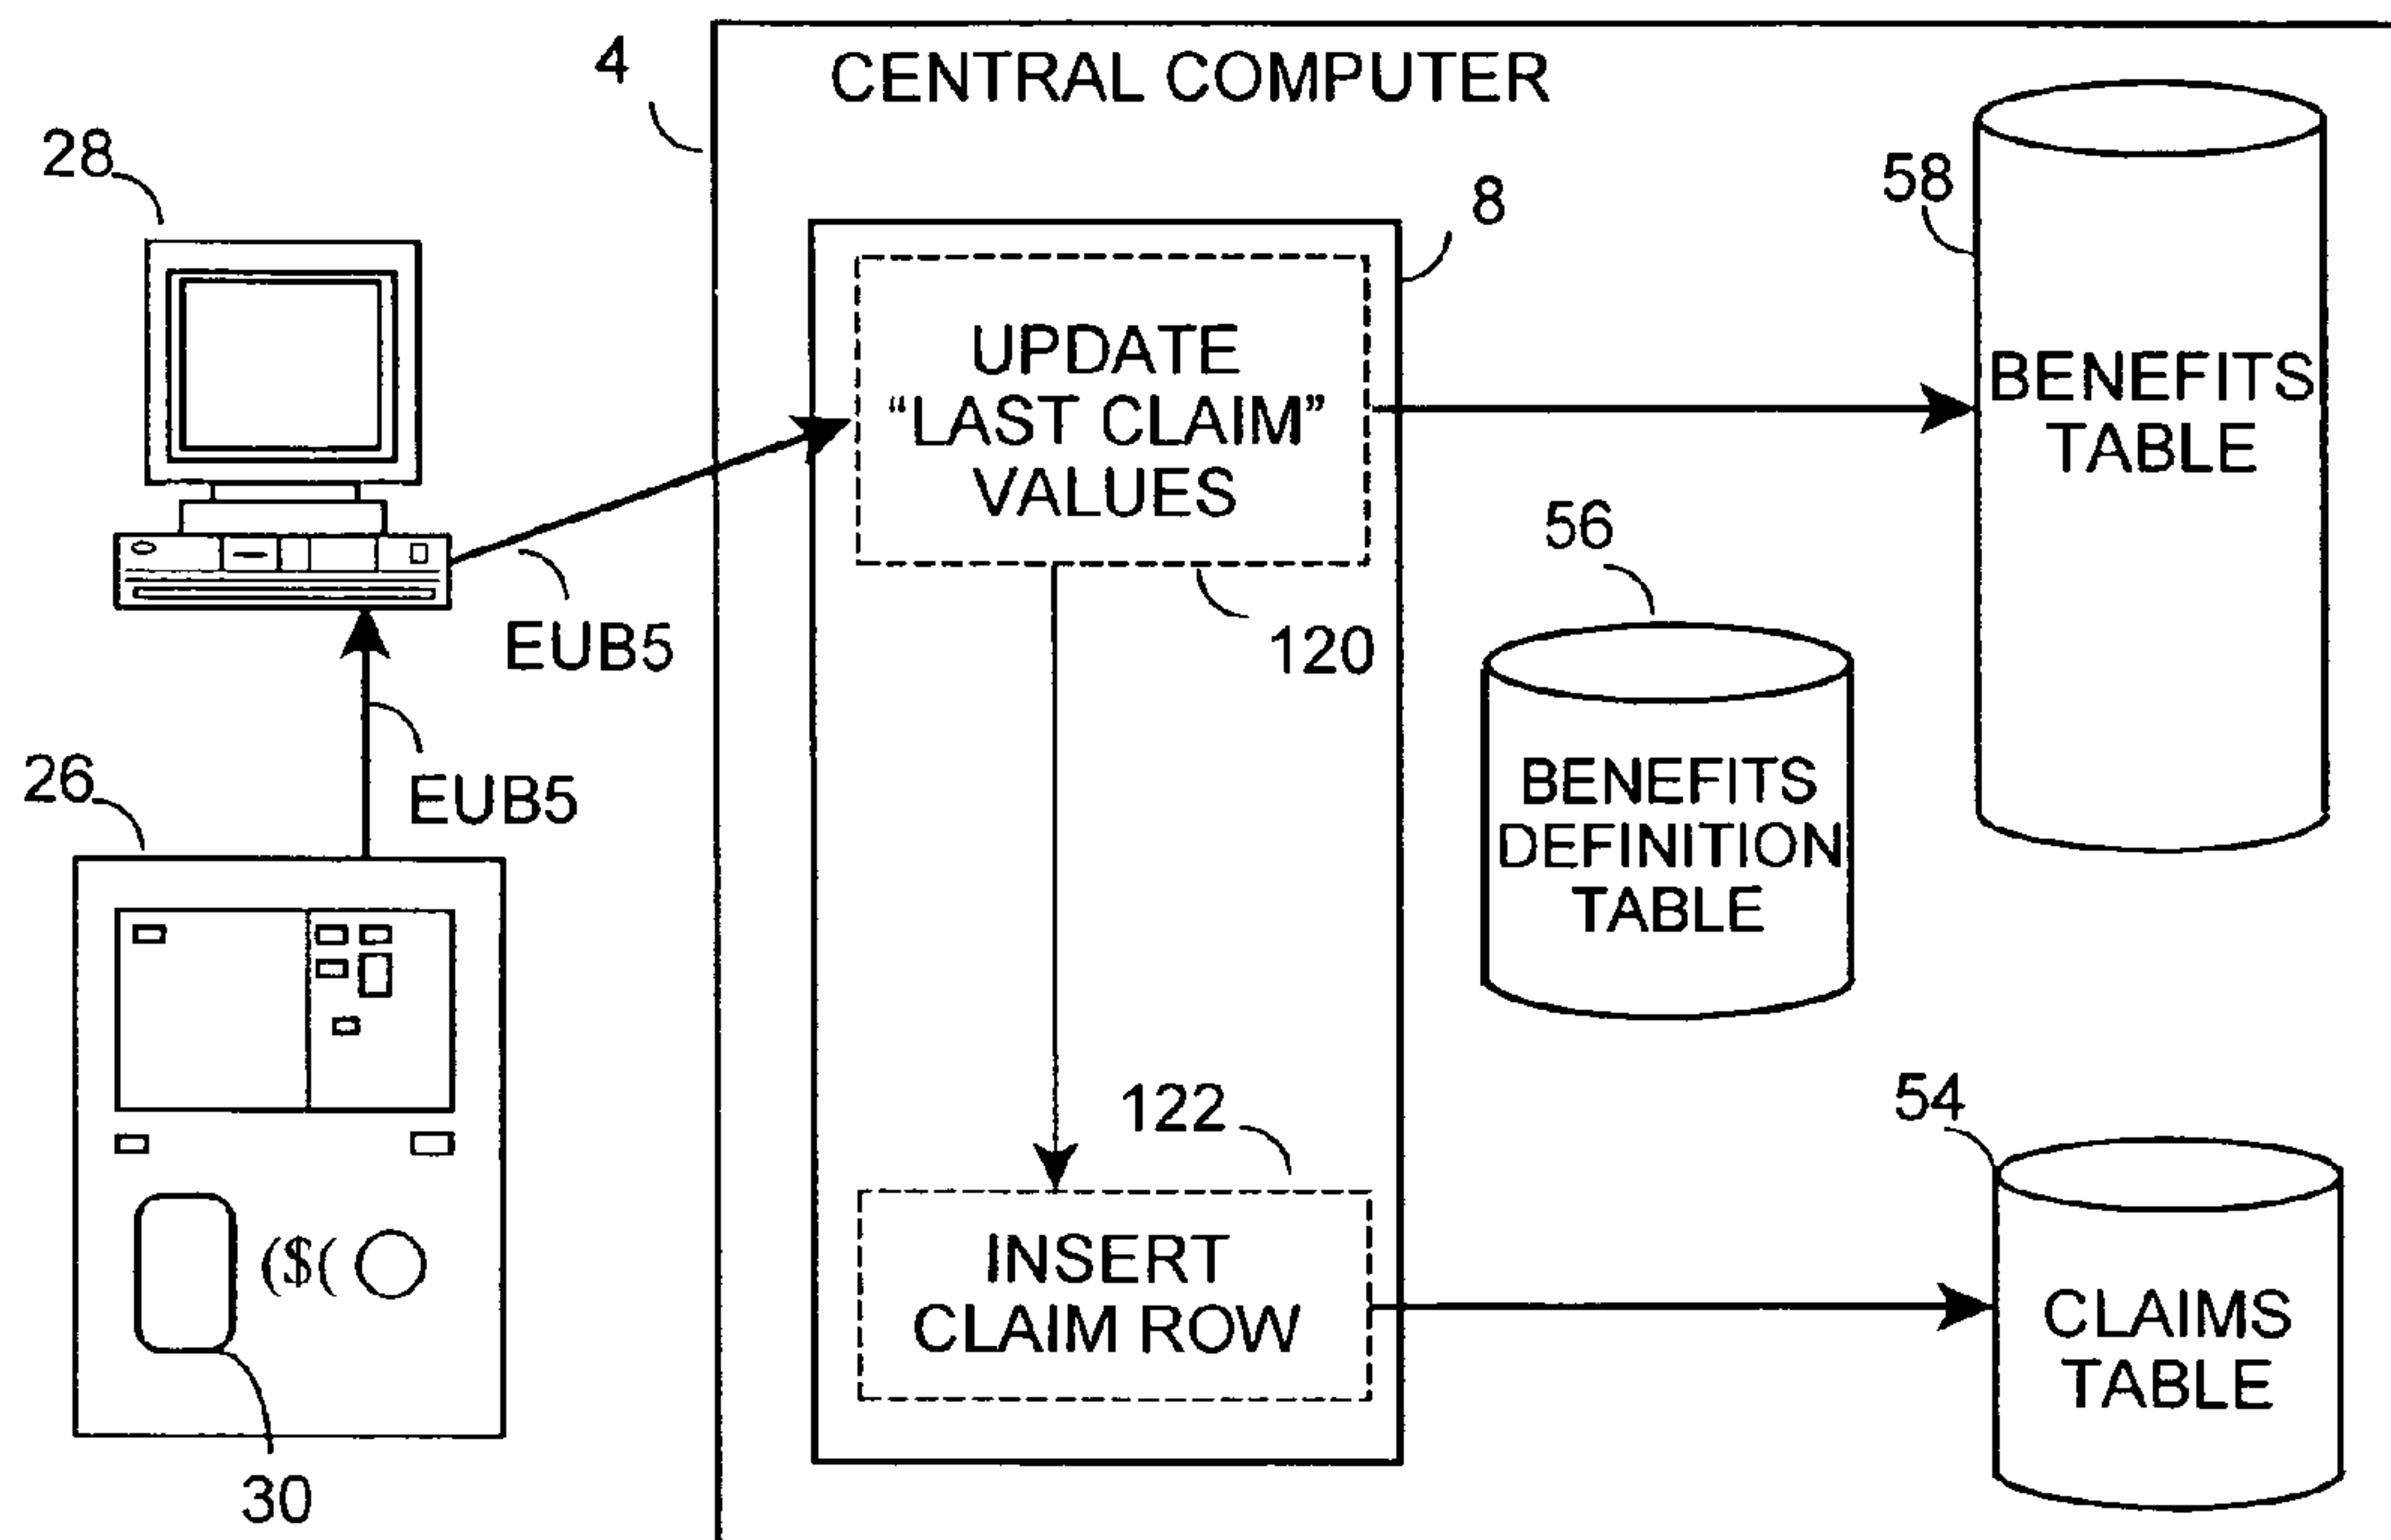 4
CENTRAL COMPUTER
28
8
58
UPDATE
“LAST CLAIM”
VALUES
BENEFITS
TABLE
56
EUB5
120
26
EUB5
BENEFITS
DEFINITION
TABLE
122
54
($(
INSERT
CLAIM ROW
CLAIMS
TABLE
30